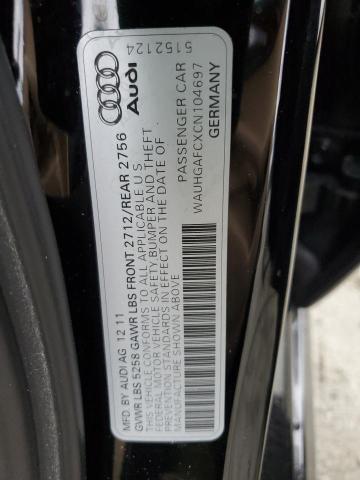 5152124
Audi
MFD. BY AUDI AG 12 11
GVWR LBS 5258 GAWR LBS FRONT 2712/REAR 2756
THIS VEHICLE CONFORMS TO ALL APPLICABLE U S
FEDERAL MOTOR VEHICLE SAFETY BUMPER AND THEFT
PREVENTION STANDARDS IN EFFECT ON THE DATE OF
MANUFACTURE SHOWN ABOVE
PASSENGER CAR
WAUHGAFCXCN104697
GERMANY